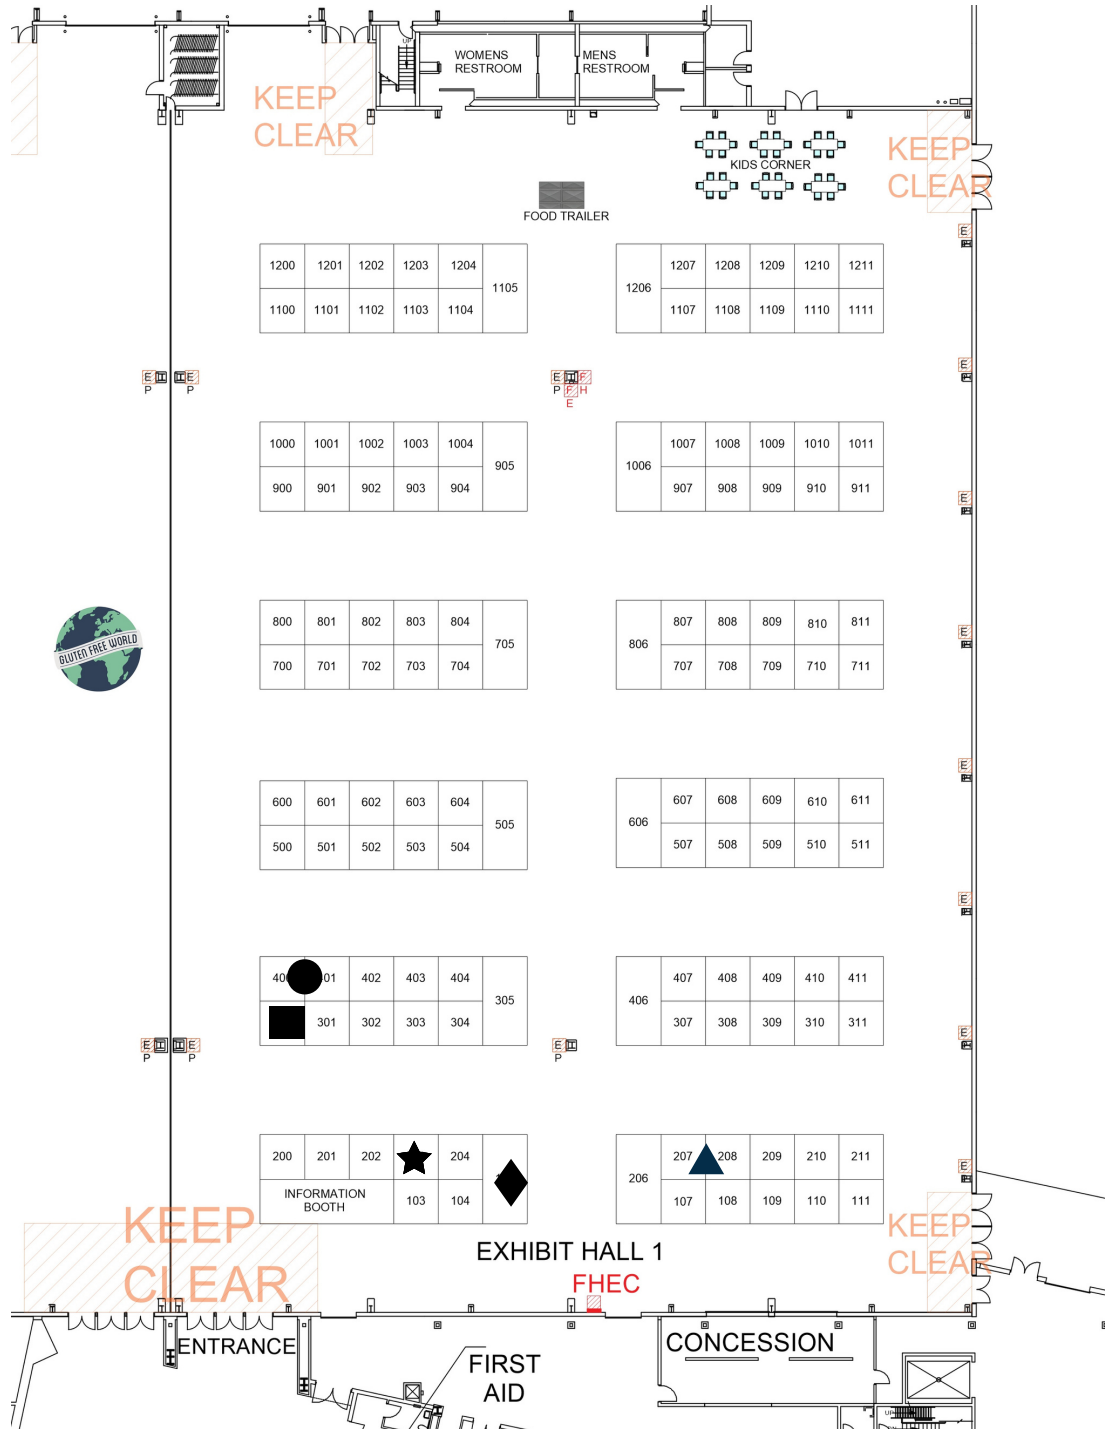 UP
WOMENS
RESTROOM
MENS
RESTROOM
KEEP
CLEAR
KEEP
CLEAR
KIDS CORNER
FOOD TRAILER
E
1200 1201 1202 1203 1204
1105
1100 1101 1102 1103 1104
1206
1207 1208 1209 1210 1211
1107 1108 1109 1110 1111
E
P
E
P
E
P
F
H
F
E
E
1000 1001 1002 1003 1004
905
900 901 902 903 904
1006
1007 1008 1009 1010 1011
907 908 909 910 911
E
GLUTEN FREE WORLD
800 801 802 803 804
705
700 701 702 703 704
806
807 808 809 810 811
707 708 709 710 711
E
600 601 602 603 604
505
500 501 502 503 504
606
607 608 609 610 611
507 508 509 510 511
E
402 403 404
305
301 302 303 304
406
407 408 409 410 411
307 308 309 310 311
E
E
P
E
P
E
P
E
200 201 202 204
INFORMATION
BOOTH
103 104
206
207 208 209 210 211
107 108 109 110 111
E
KEEP
CLEAR
KEEP
CLEAR
EXHIBIT HALL 1
FHEC
ENTRANCE
FIRST
AID
CONCESSION
UP